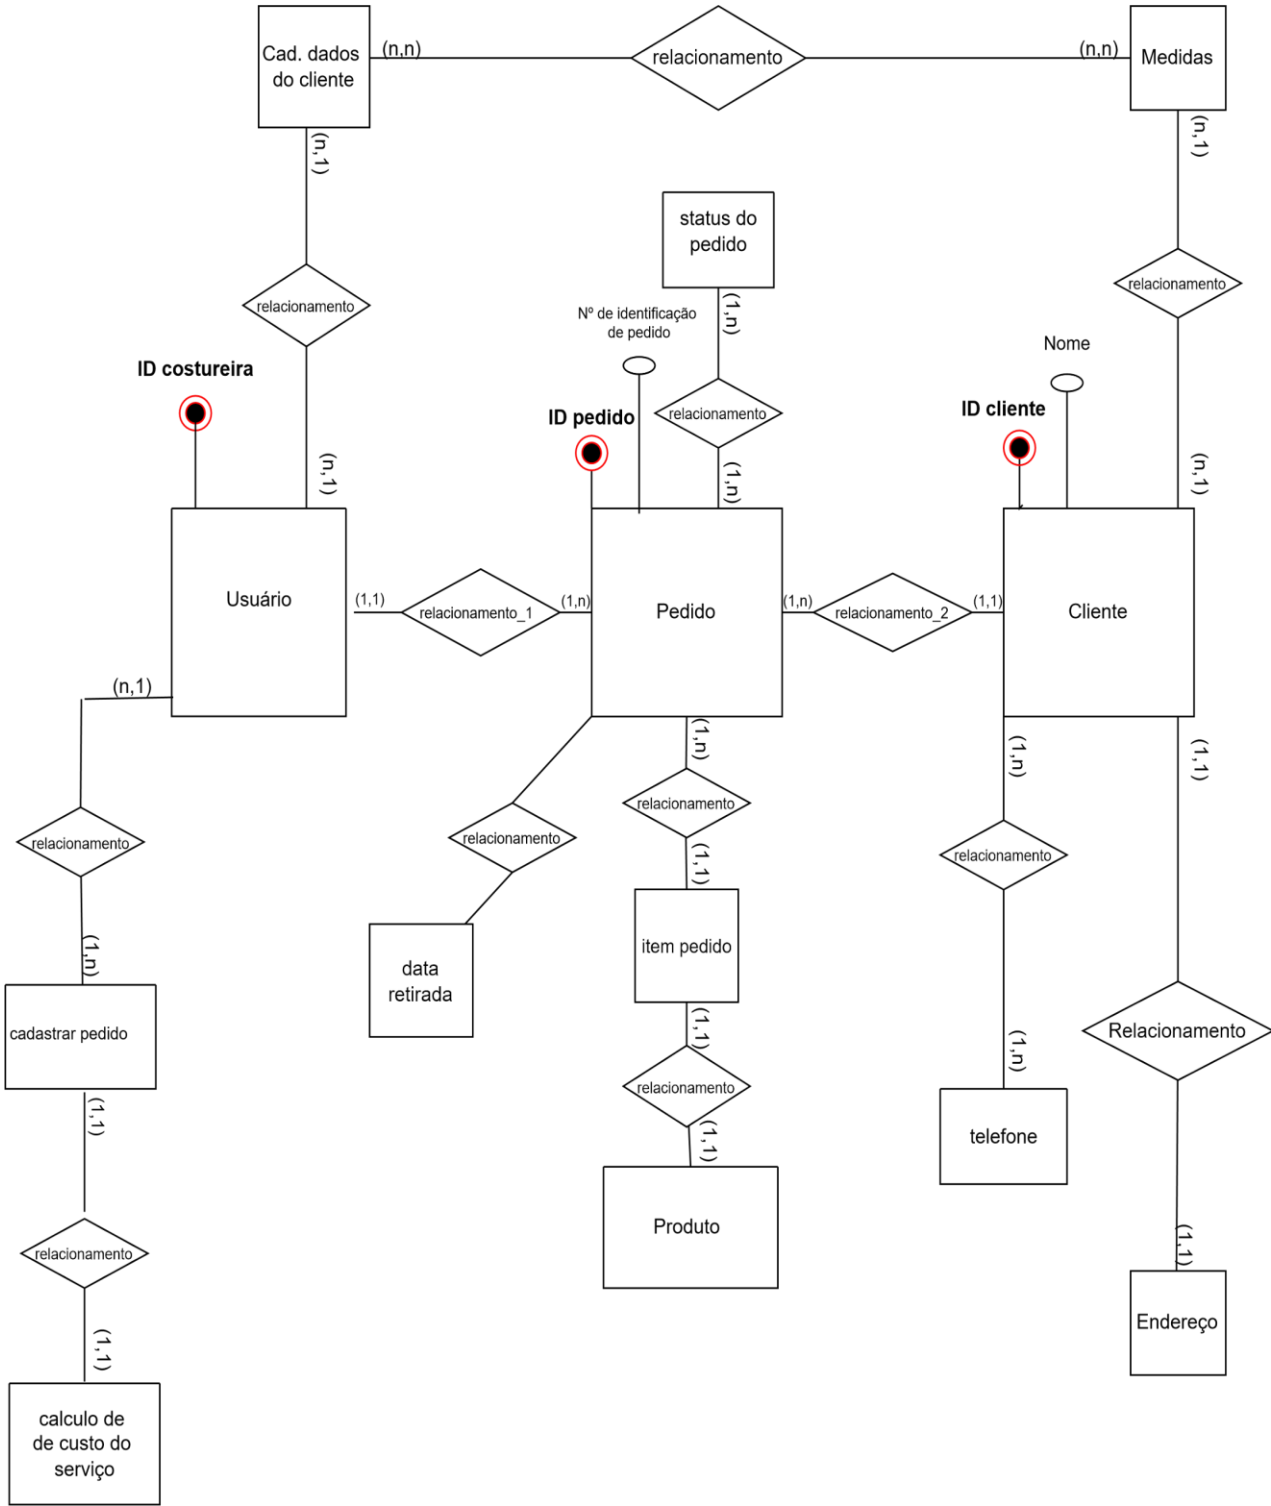 Cad. dados
do cliente
(n,n)
relacionamento
(n,n)
Medidas
(n,1)
(n,1)
status do
pedido
relacionamento
relacionamento
Nº de identificação
de pedido
(1,n)
Nome
ID costureira
ID pedido
relacionamento
ID cliente
(n,1)
(1,n)
(n,1)
Usuário
(1,1)
relacionamento_1
(1,n)
Pedido
(1,n)
relacionamento_2
(1,1)
Cliente
(n,1)
(1,n)
(1,n)
(1,1)
relacionamento
relacionamento
relacionamento
relacionamento
(1,1)
(1,n)
item pedido
data
retirada
cadastrar pedido
(1,1)
(1,n)
Relacionamento
(1,1)
relacionamento
(1,1)
telefone
Produto
relacionamento
(1,1)
Endereço
(1,1)
calculo de
de custo do
serviço